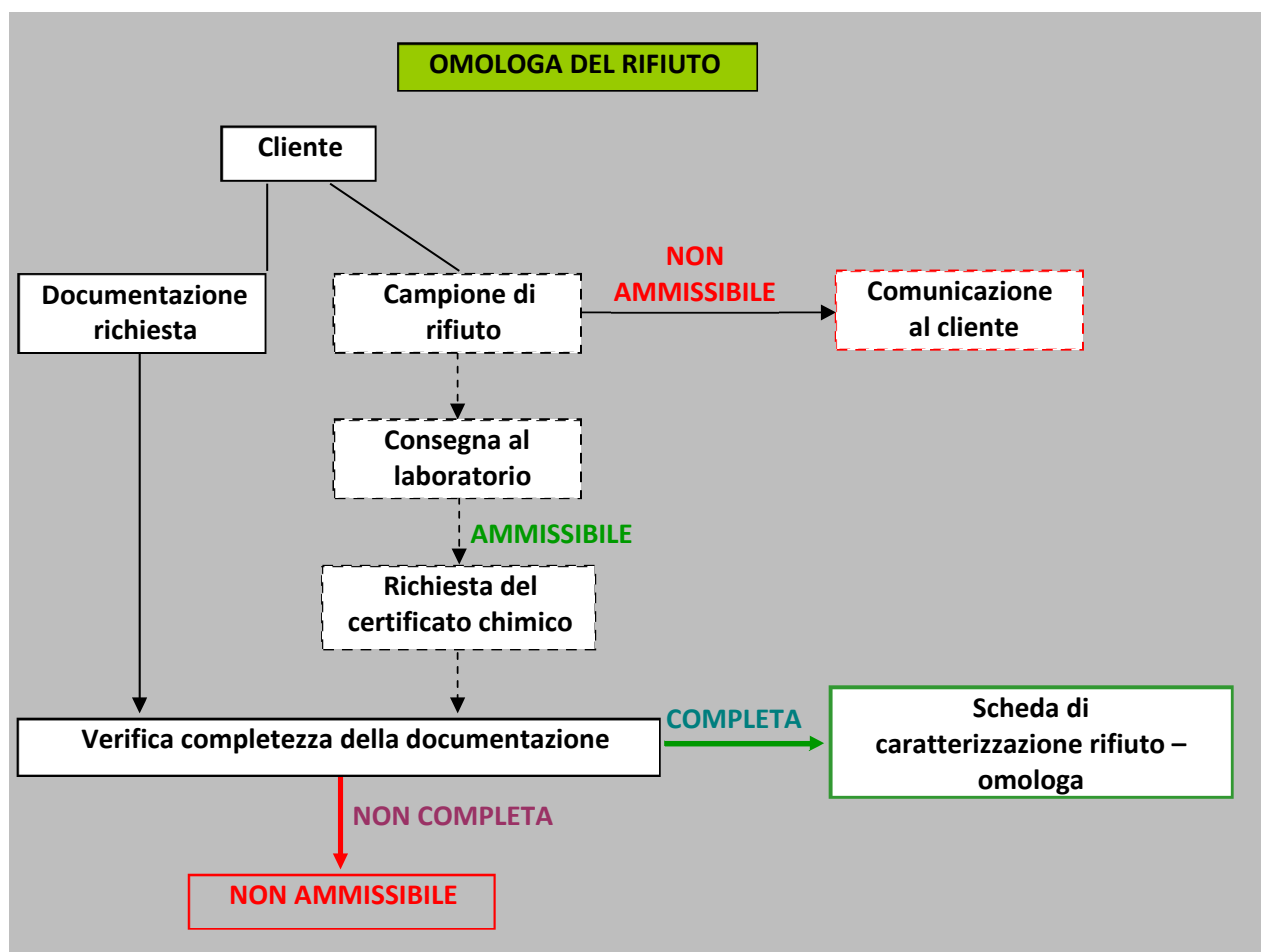 OMOLOGA DEL RIFIUTO
Cliente
Documentazione
richiesta
Campione di
rifiuto
NON
AMMISSIBILE
Comunicazione
al cliente
Consegna al
laboratorio
AMMISSIBILE
Richiesta del
certificato chimico
Verifica completezza della documentazione
COMPLETA
Scheda di
caratterizzazione rifiuto –
omologa
NON COMPLETA
NON AMMISSIBILE